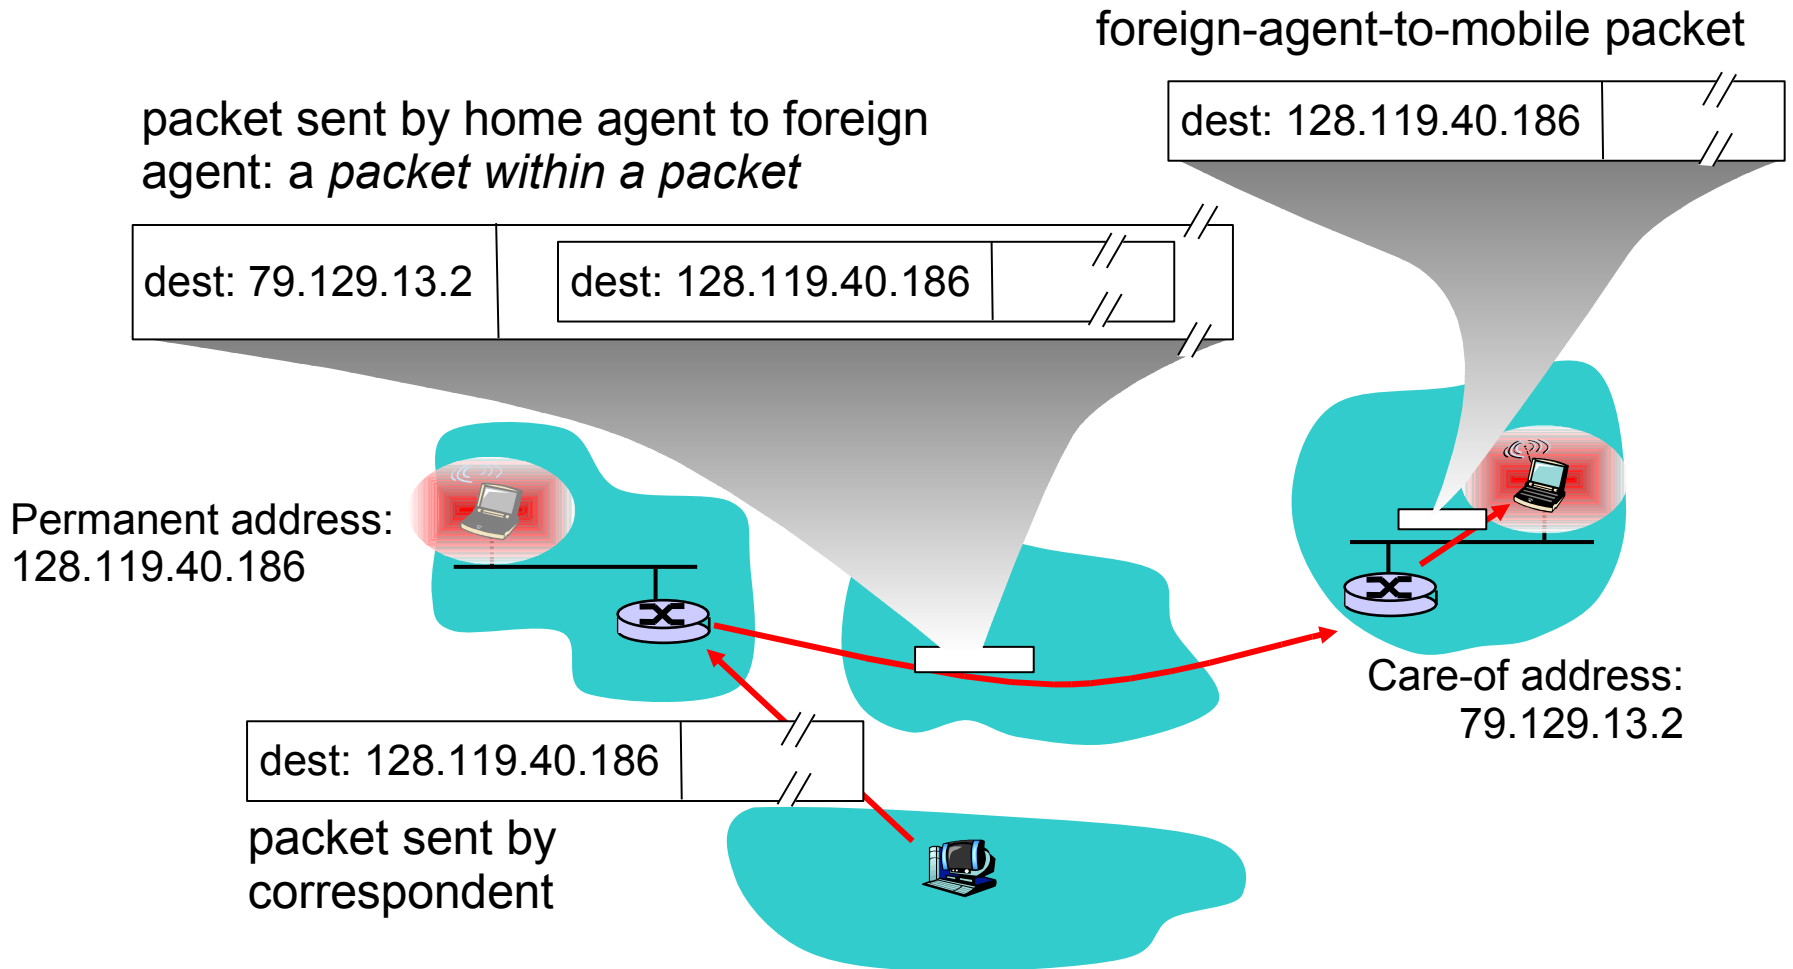 foreign-agent-to-mobile packet
dest: 128.119.40.186
packet sent by home agent to foreign
agent: a packet within a packet
dest: 79.129.13.2
dest: 128.119.40.186
Permanent address:
128.119.40.186
Care-of address:
79.129.13.2
dest: 128.119.40.186
packet sent by
correspondent